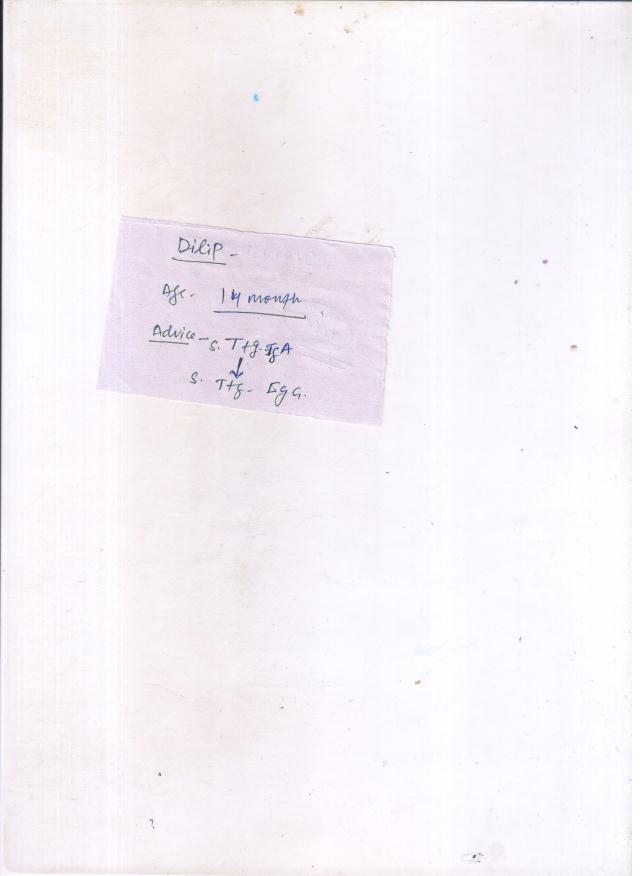 Dilip -
Age - 14 month
Advice - S. Ttg. IgA
↓
S. Ttg - IgG.